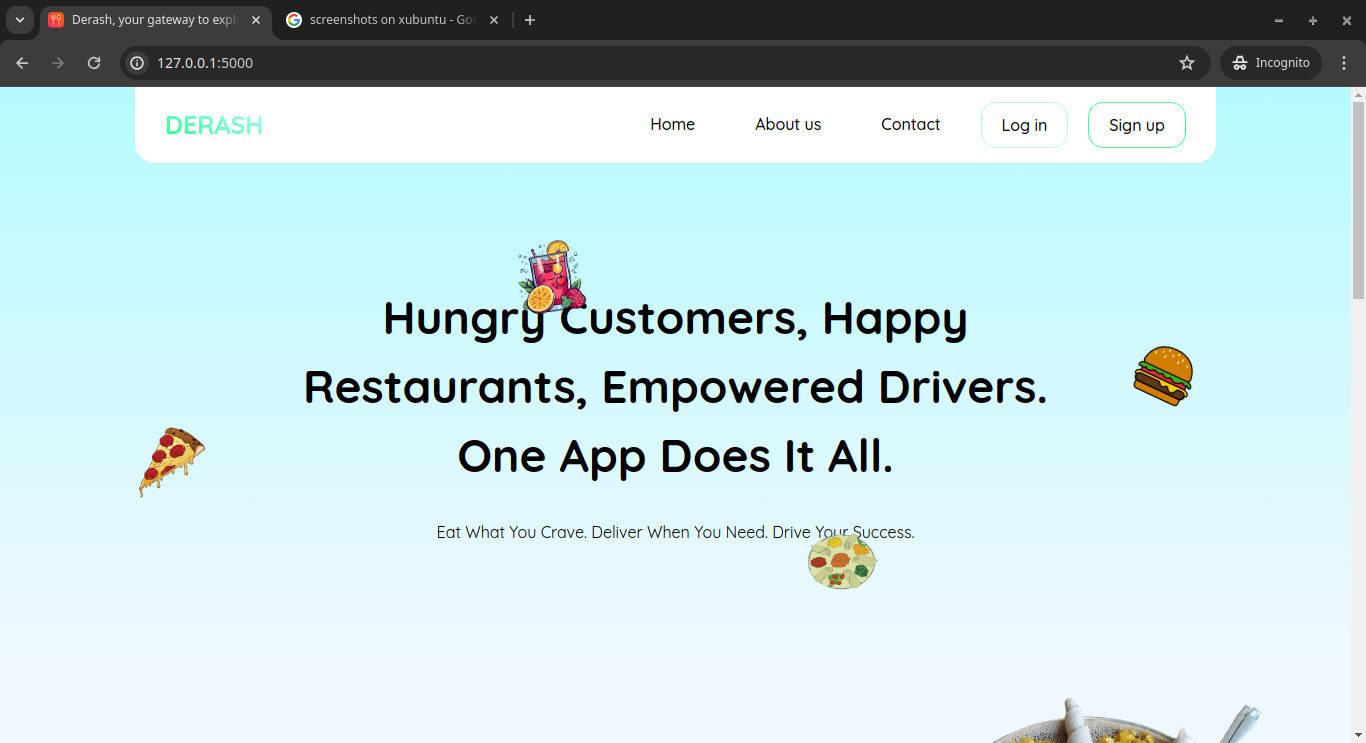 Derash, your gateway to expl
screenshots on xubuntu - Goo
127.0.0.1:5000
Incognito
DERASH
Home
About us
Contact
Log in
Sign up
Hungry Customers, Happy
Restaurants, Empowered Drivers.
One App Does It All.
Eat What You Crave. Deliver When You Need. Drive Your Success.